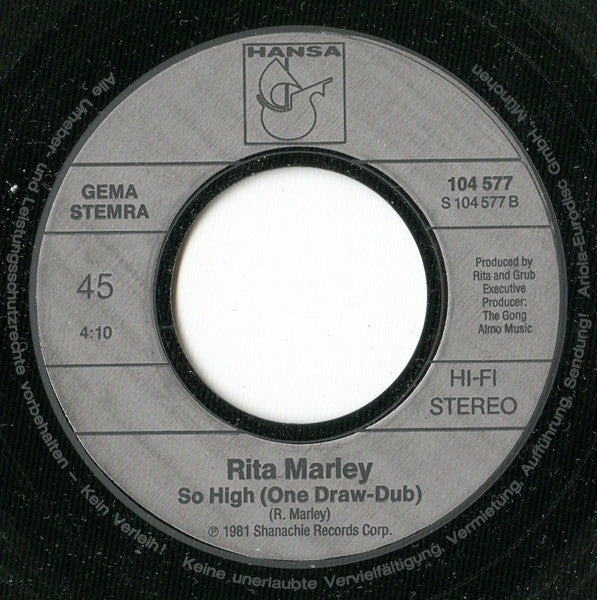 HANSA
GEMA
STEMRA
45
4:10
104 577
S 104 577 B
Produced by
Rita and Grub
Executive
Producer:
The Gong
Almo Music
HI-FI
STEREO
Rita Marley
So High (One Draw-Dub)
(R. Marley)
℗ 1981 Shanachie Records Corp.
Alle Urheber- und Leistungsschutzrechte vorbehalten – Kein Verleih! Keine unerlaubte Vervielfältigung, Vermietung, Aufführung, Sendung! Ariola-Eurodisc GmbH, München